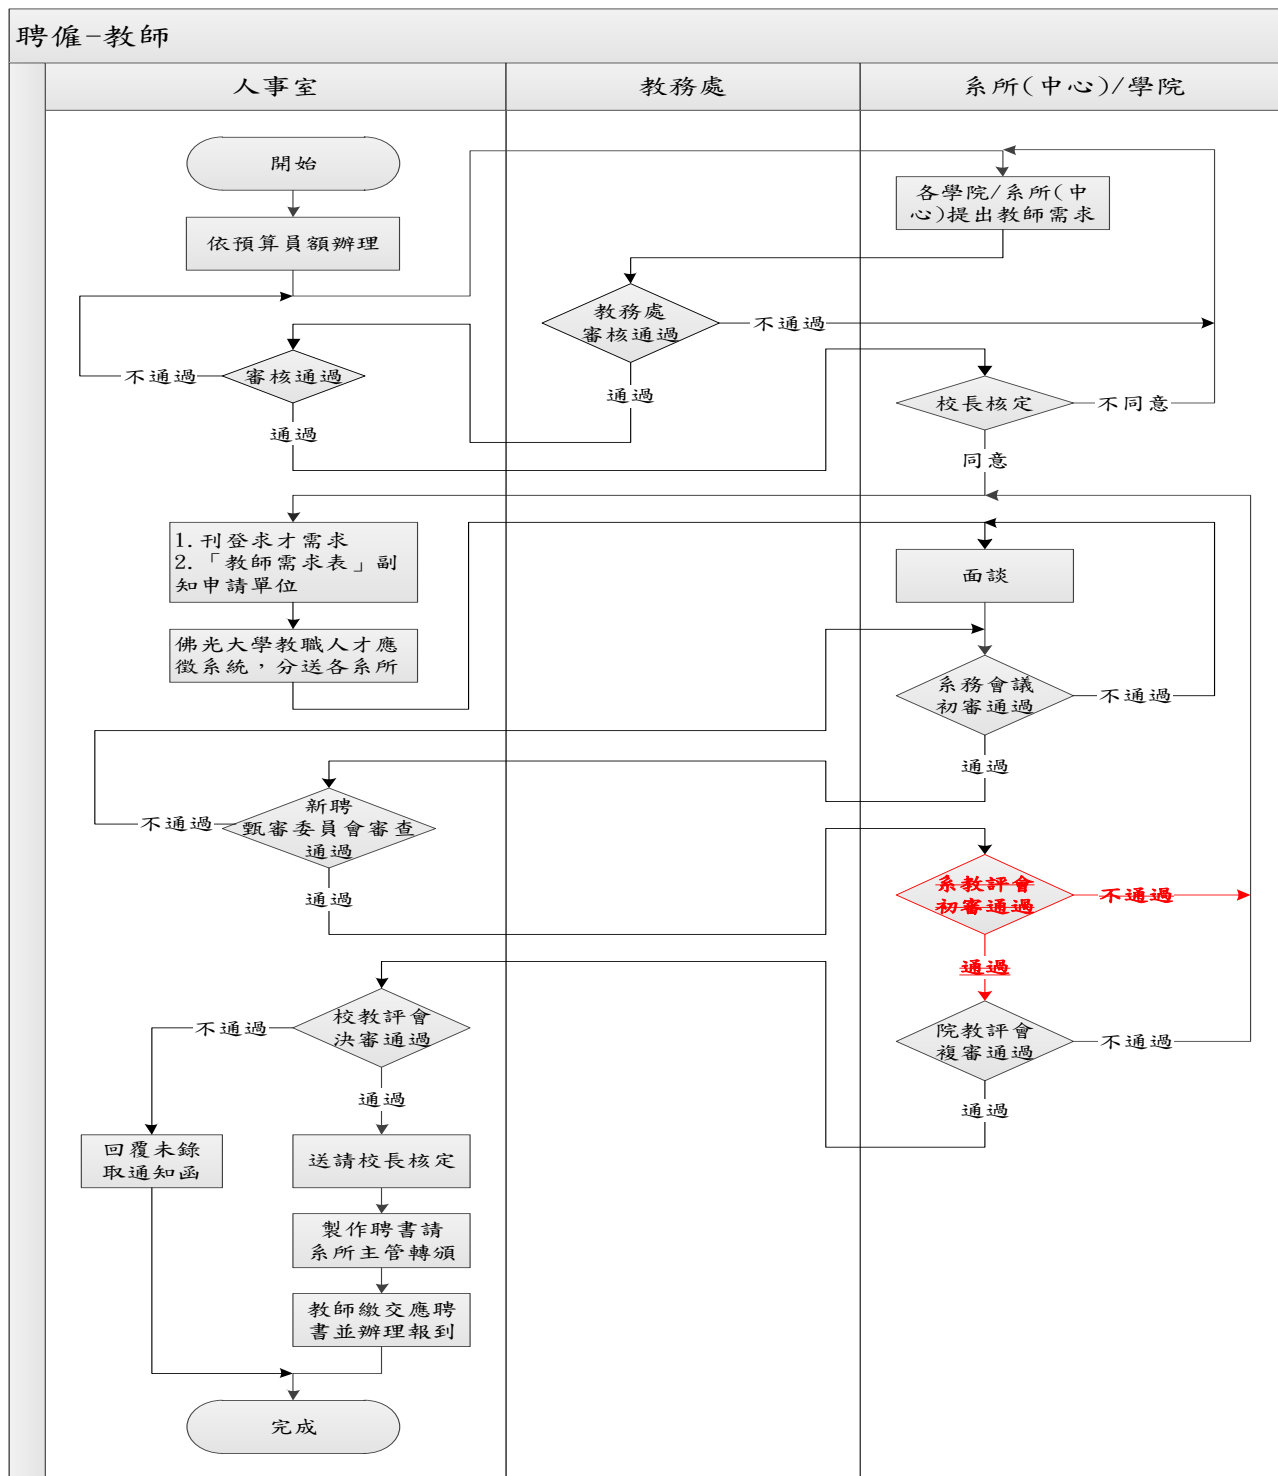 聘僱-教師
人事室
教務處
系所(中心)/學院
開始
各學院/系所(中
心)提出教師需求
依預算員額辦理
教務處
審核通過
不通過
審核通過
不通過
通過
校長核定
不同意
通過
同意
1.刊登求才需求
2.「教師需求表」副
知申請單位
面談
佛光大學教職人才應
徵系統，分送各系所
系務會議
初審通過
不通過
通過
新聘
甄審委員會審查
通過
不通過
通過
系教評會
初審通過
不通過
通過
校教評會
決審通過
不通過
院教評會
複審通過
不通過
通過
通過
回覆未錄
取通知函
送請校長核定
製作聘書請
系所主管轉頒
教師繳交應聘
書並辦理報到
完成